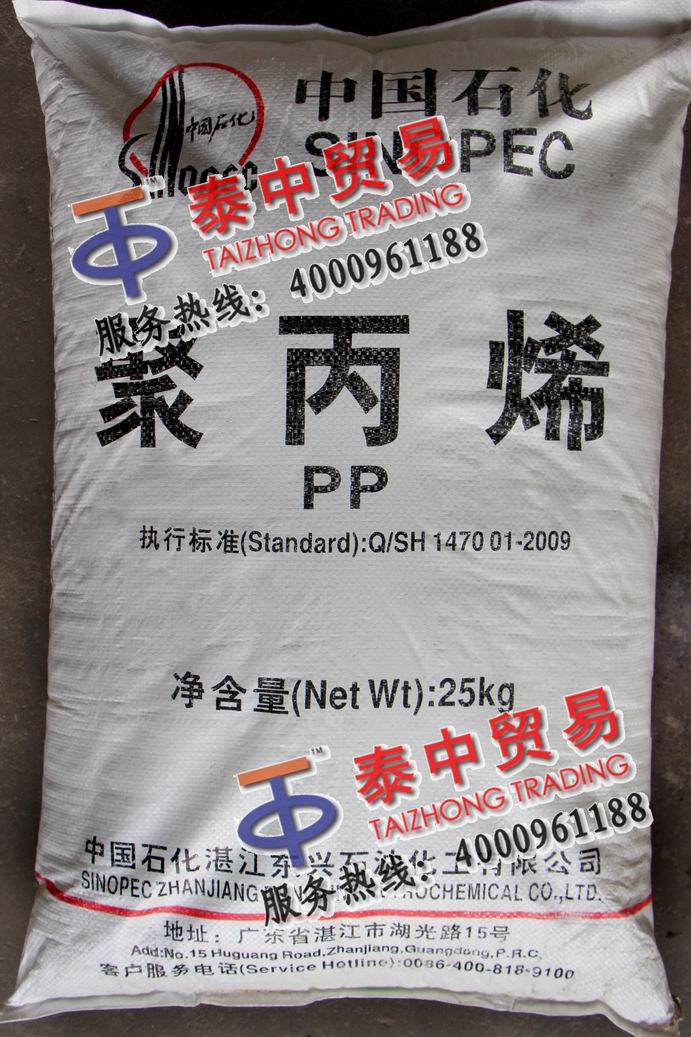 中国石化
中国石化
SINOPEC
SINOPEC
泰中贸易
TAIZHONG TRADING
服务热线：4000961188
聚丙烯
PP
执行标准(Standard):Q/SH 1470 01-2009
净含量(Net Wt):25kg
泰中贸易
TAIZHONG TRADING
服务热线：4000961188
中国石化湛江东兴石油化工有限公司
SINOPEC ZHANJIANG CHEMICAL CO.,LTD.
地址：广东省湛江市湖光路15号
Add:No.15 Huguang Road,Zhanjiang,Guangdong,P.R.C.
客户服务电话(Service Hotline):0086-400-818-9100